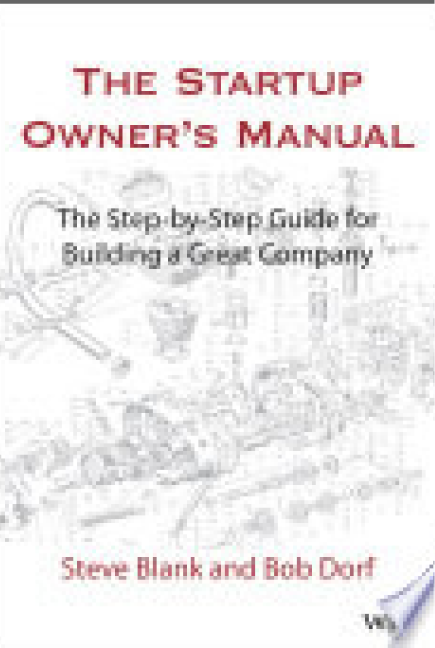 THE STARTUP
OWNER'S MANUAL
The Step-by-Step Guide for
Building a Great Company
Steve Blank and Bob Dorf